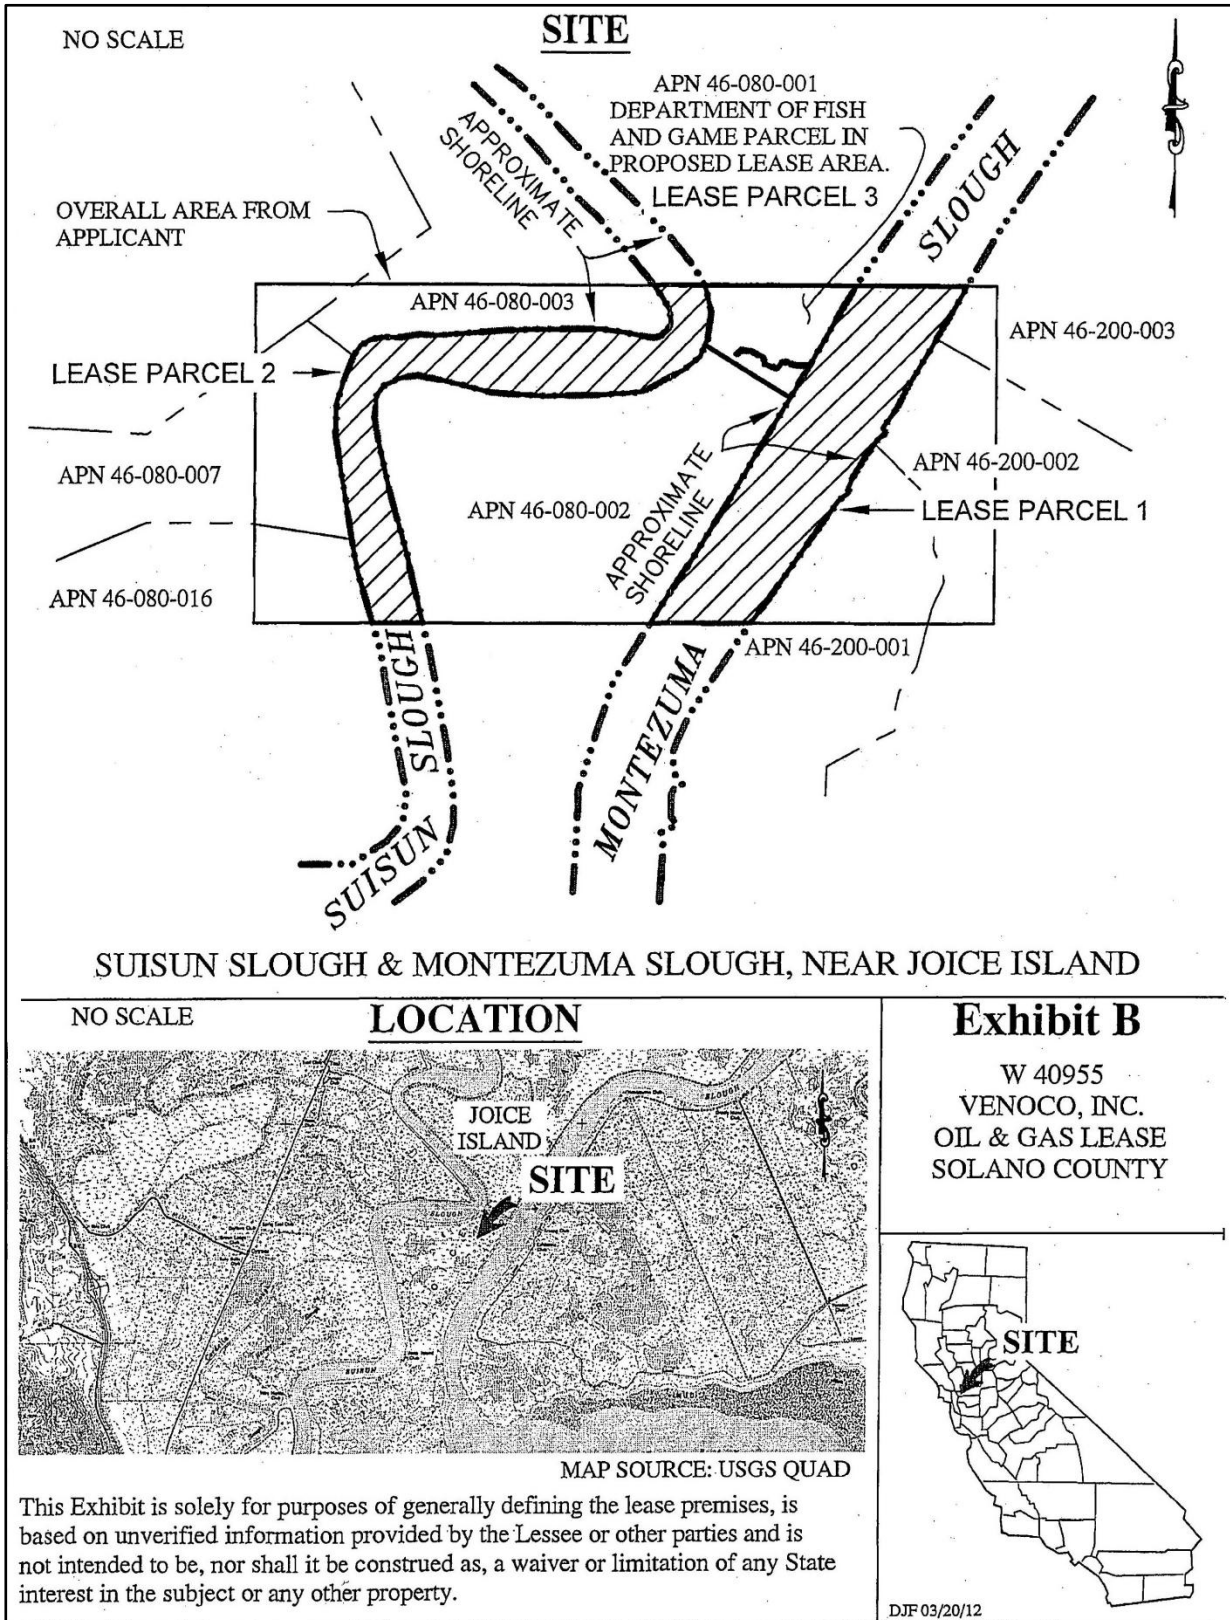 NO SCALE
SITE
APN 46-080-001
DEPARTMENT OF FISH
AND GAME PARCEL IN
PROPOSED LEASE AREA.
LEASE PARCEL 3
APPROXIMATE
SHORELINE
SLOUGH
OVERALL AREA FROM
APPLICANT
APN 46-080-003
APN 46-200-003
LEASE PARCEL 2
APN 46-080-007
APN 46-080-002
APPROXIMATE
SHORELINE
APN 46-200-002
LEASE PARCEL 1
APN 46-080-016
APN 46-200-001
SLOUGH
SUISUN
MONTEZUMA
SUISUN SLOUGH & MONTEZUMA SLOUGH, NEAR JOICE ISLAND
NO SCALE
LOCATION
JOICE
ISLAND
SLOUGH
SITE
SLOUGH
SUISUN
MAP SOURCE: USGS QUAD
This Exhibit is solely for purposes of generally defining the lease premises, is
based on unverified information provided by the Lessee or other parties and is
not intended to be, nor shall it be construed as, a waiver or limitation of any State
interest in the subject or any other property.
Exhibit B
W 40955
VENOCO, INC.
OIL & GAS LEASE
SOLANO COUNTY
SITE
DJF 03/20/12